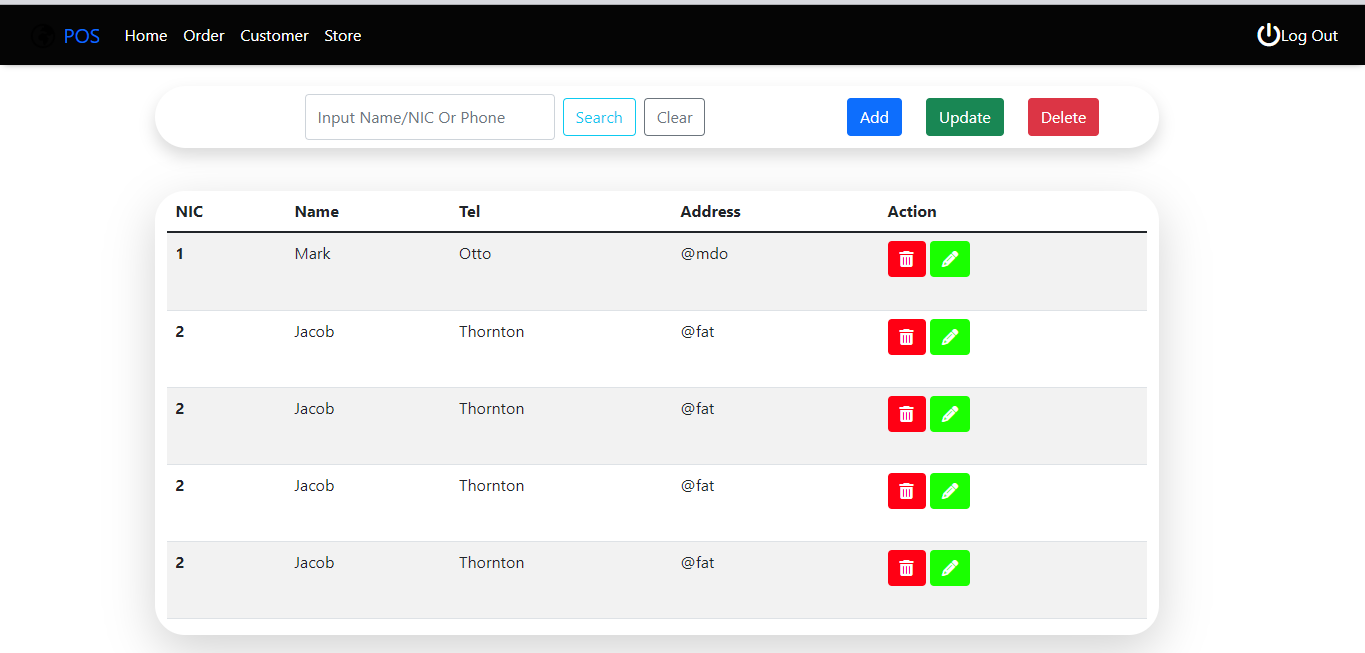 POS Home Order Customer Store Log Out
Input Name/NIC Or Phone Search Clear Add Update Delete
NIC Name Tel Address Action
1 Mark Otto @mdo
2 Jacob Thornton @fat
2 Jacob Thornton @fat
2 Jacob Thornton @fat
2 Jacob Thornton @fat